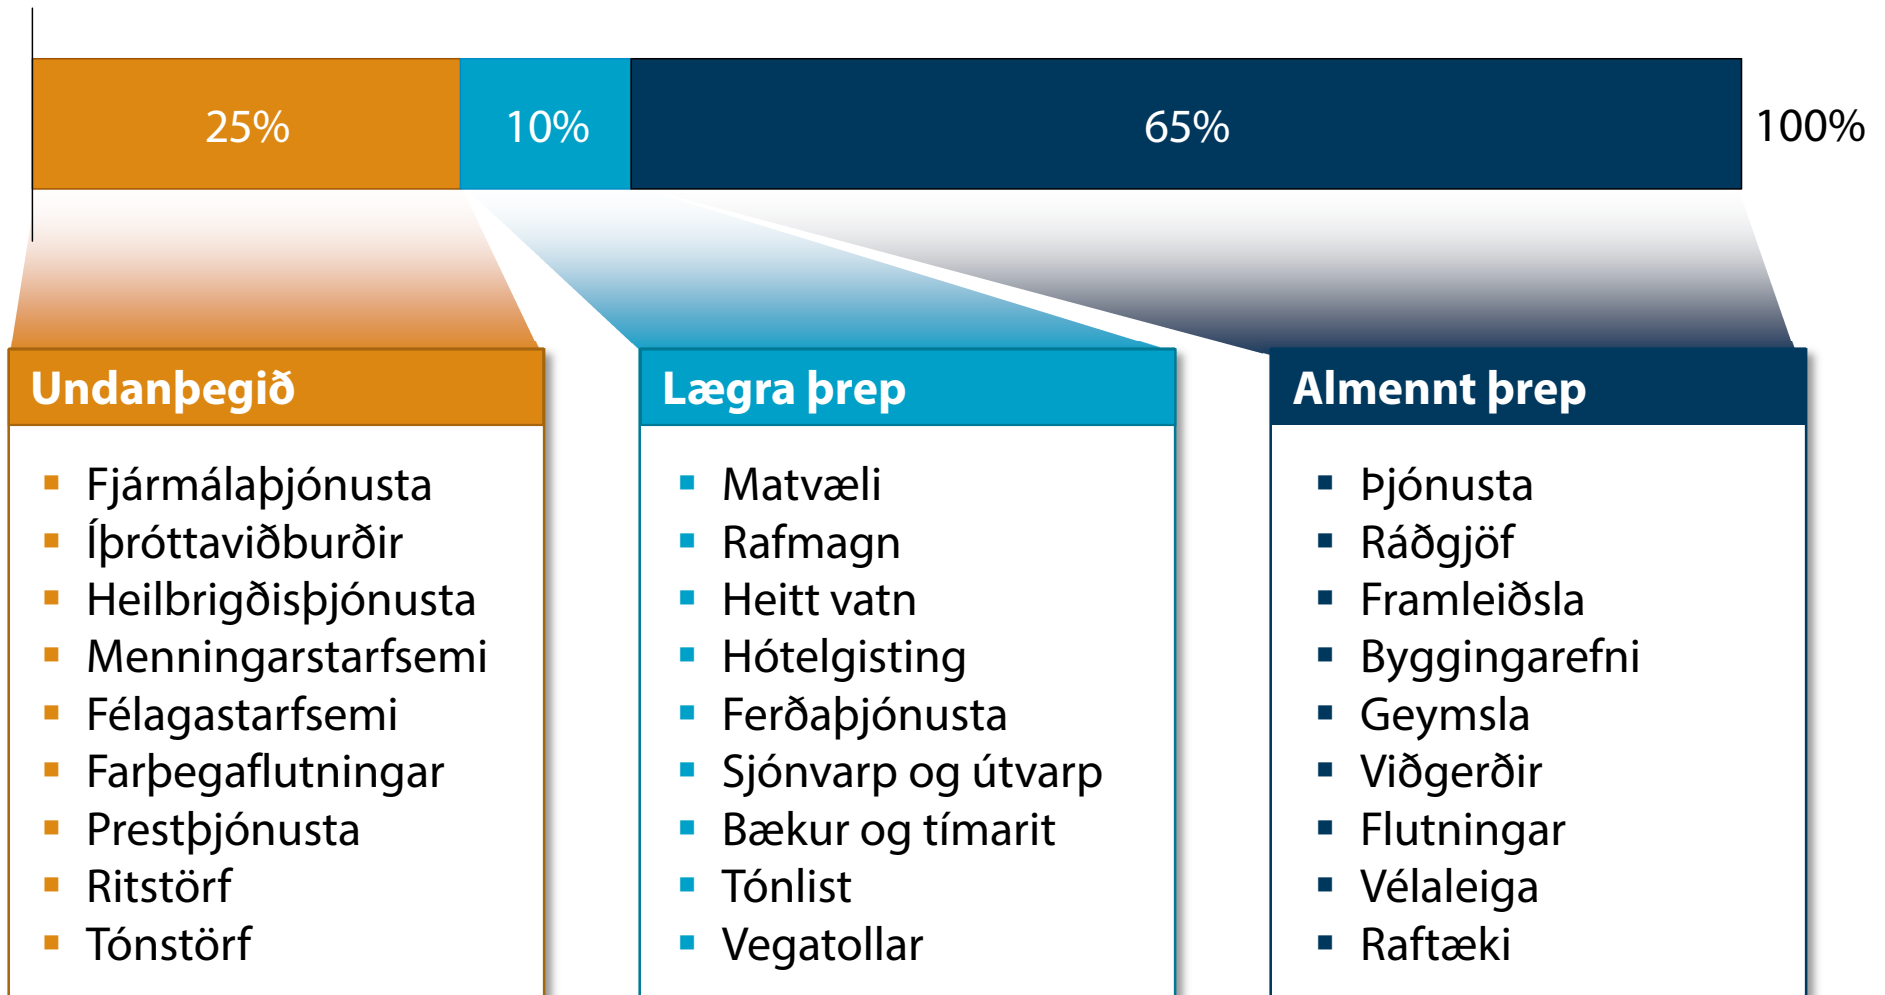 25%
10%
65%
100%
Undanþegið
Fjármálaþjónusta
Íþróttaviðburðir
Heilbrigðisþjónusta
Menningarstarfsemi
Félagastarfsemi
Farþegaflutningar
Prestþjónusta
Ritstörf
Tónstörf
Lægra þrep
Matvæli
Rafmagn
Heitt vatn
Hótelgisting
Ferðaþjónusta
Sjónvarp og útvarp
Bækur og tímarit
Tónlist
Vegatollar
Almennt þrep
Þjónusta
Ráðgjöf
Framleiðsla
Byggingarefni
Geymsla
Viðgerðir
Flutningar
Vélaleiga
Raftæki